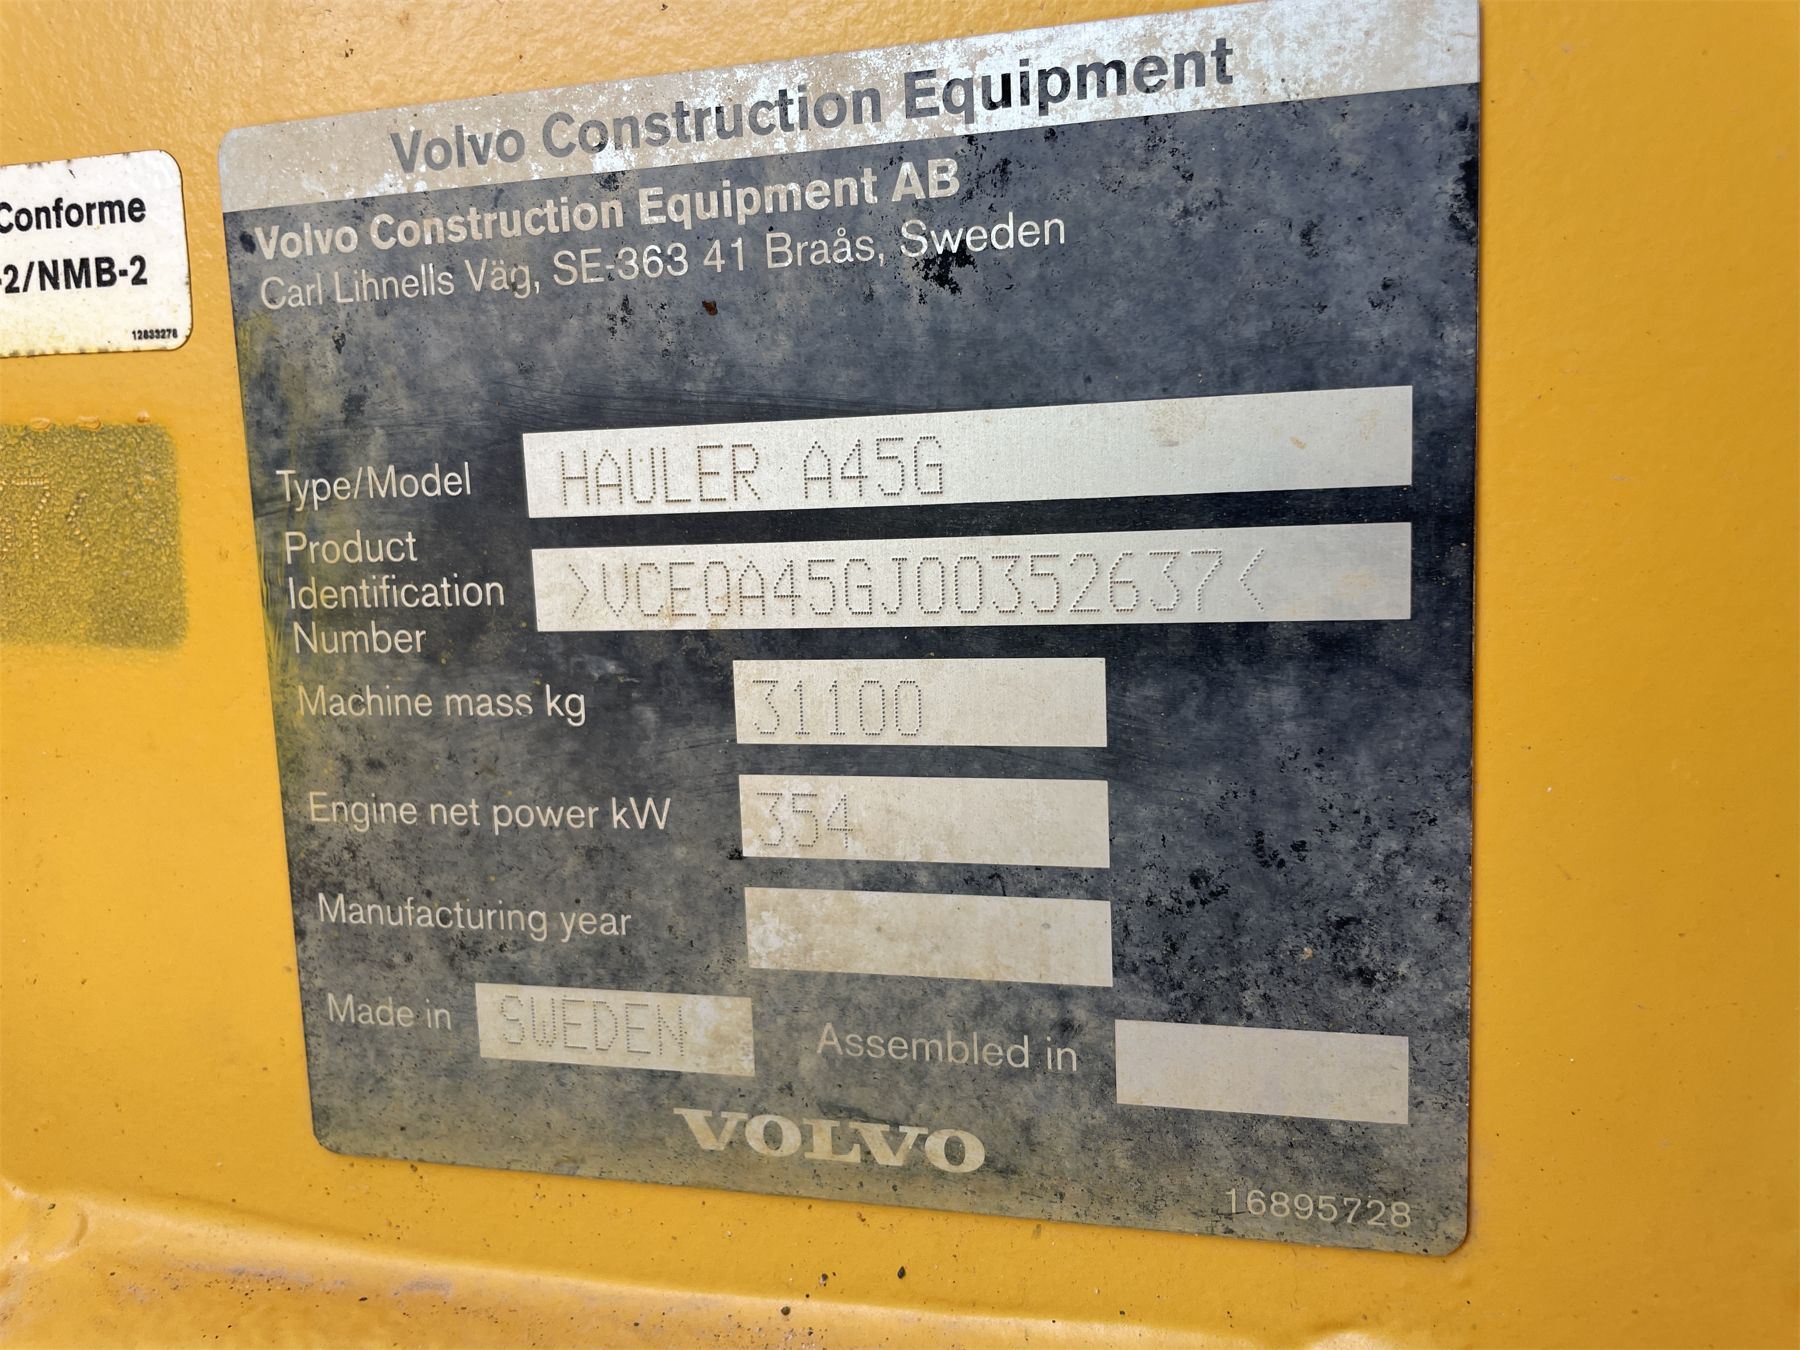 Volvo Construction Equipment
Volvo Construction Equipment AB
Carl Lihnells Väg, SE-363 41 Braås, Sweden
Conforme
-2/NMB-2
12633276
Type/Model HAULER A45G
Product Identification Number >VCE0A45GJ00352637<
Machine mass kg 31100
Engine net power kW 354
Manufacturing year
Made in SWEDEN Assembled in
VOLVO
16895728